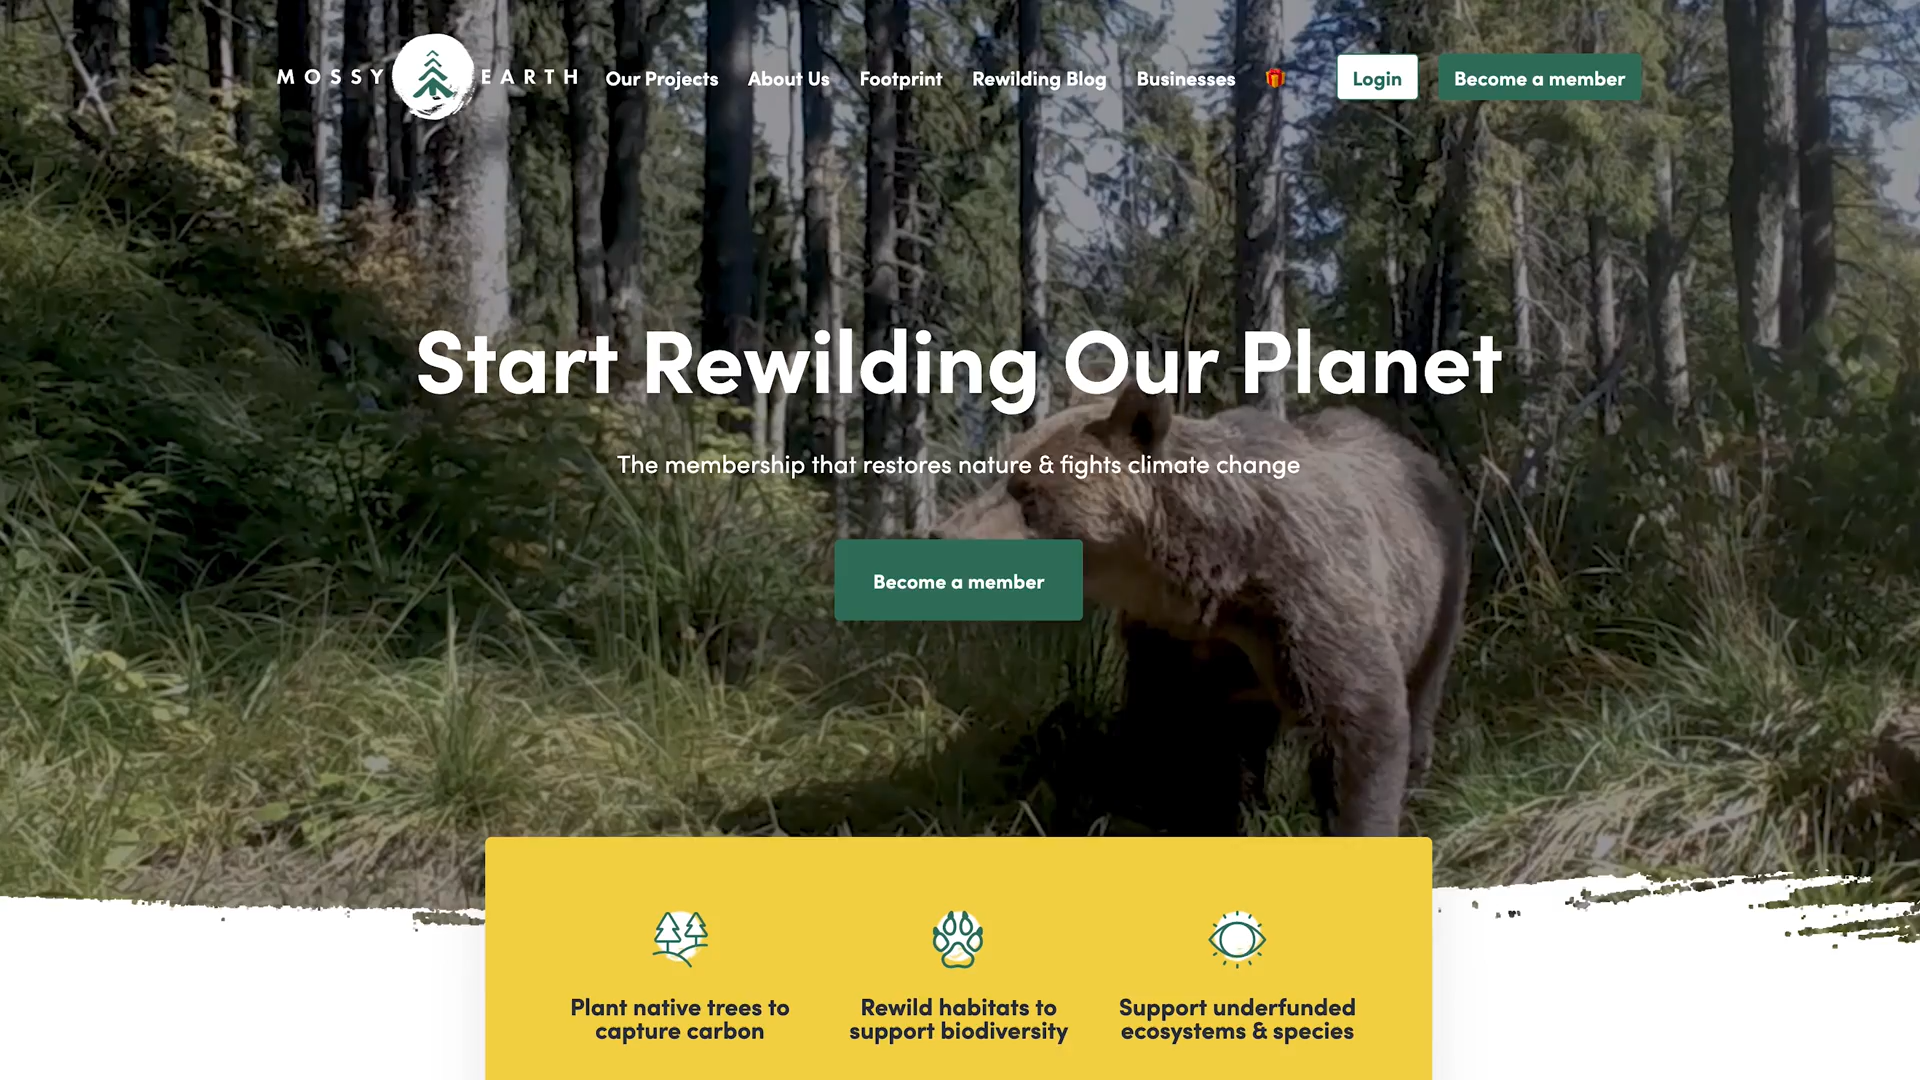 MOSSY EARTH
Our Projects
About Us
Footprint
Rewilding Blog
Businesses
Login
Become a member
Start Rewilding Our Planet
The membership that restores nature & fights climate change
Become a member
Plant native trees to
capture carbon
Rewild habitats to
support biodiversity
Support underfunded
ecosystems & species